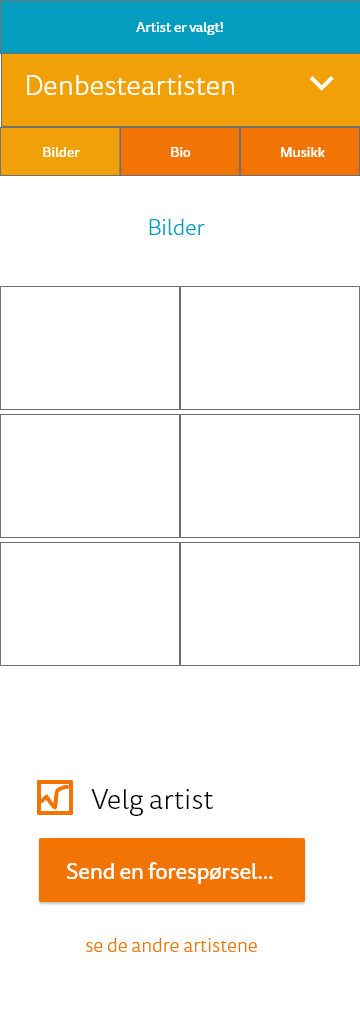 Artist er valgt!
Denbesteartisten
Bilder
Bio
Musikk
Bilder
Velg artist
Send en forespørsel...
se de andre artistene